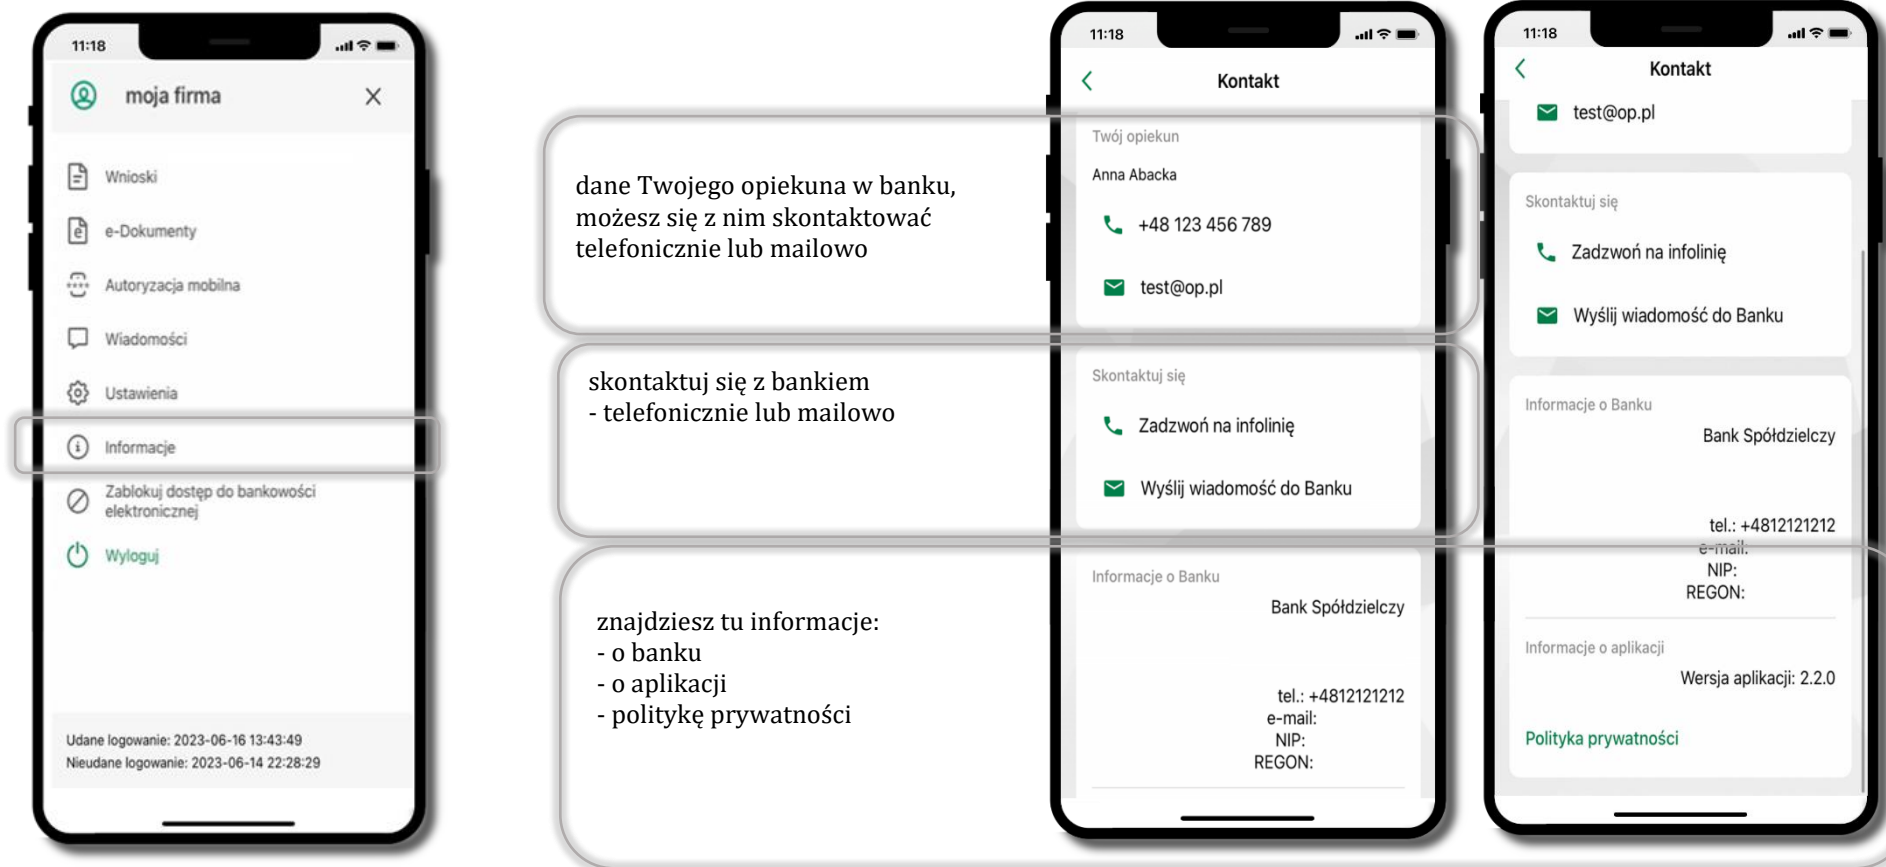 11:18
moja firma
Wnioski
e-Dokumenty
Autoryzacja mobilna
Wiadomości
Ustawienia
Informacje
Zablokuj dostęp do bankowości
elektronicznej
Wyloguj
Udane logowanie: 2023-06-16 13:43:49
Nieudane logowanie: 2023-06-14 22:28:29
dane Twojego opiekuna w banku,
możesz się z nim skontaktować
telefonicznie lub mailowo
skontaktuj się z bankiem
- telefonicznie lub mailowo
znajdziesz tu informacje:
- o banku
- o aplikacji
- politykę prywatności
11:18
Kontakt
Twój opiekun
Anna Abacka
+48 123 456 789
test@op.pl
Skontaktuj się
Zadzwoń na infolinię
Wyślij wiadomość do Banku
Informacje o Banku
Bank Spółdzielczy
tel.: +4812121212
e-mail:
NIP:
REGON:
11:18
Kontakt
test@op.pl
Skontaktuj się
Zadzwoń na infolinię
Wyślij wiadomość do Banku
Informacje o Banku
Bank Spółdzielczy
tel.: +4812121212
e-mail:
NIP:
REGON:
Informacje o aplikacji
Wersja aplikacji: 2.2.0
Polityka prywatności